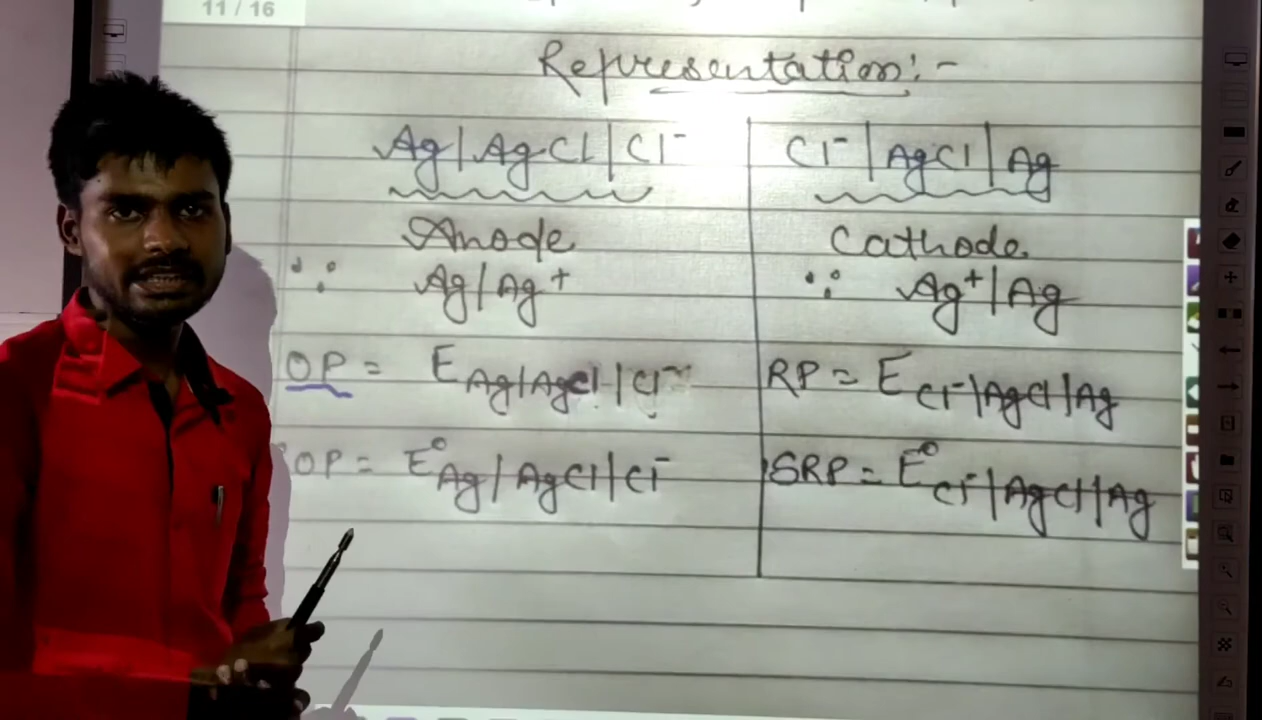 11 / 16
Representation:-
Ag|AgCl|Cl⁻
Cl⁻|AgCl|Ag
Anode
Cathode
∵ Ag|Ag⁺
∵ Ag⁺|Ag
OP = E Ag|AgCl|Cl⁻
RP = E Cl⁻|AgCl|Ag
OP = E° Ag|AgCl|Cl⁻
SRP = E° Cl⁻|AgCl|Ag